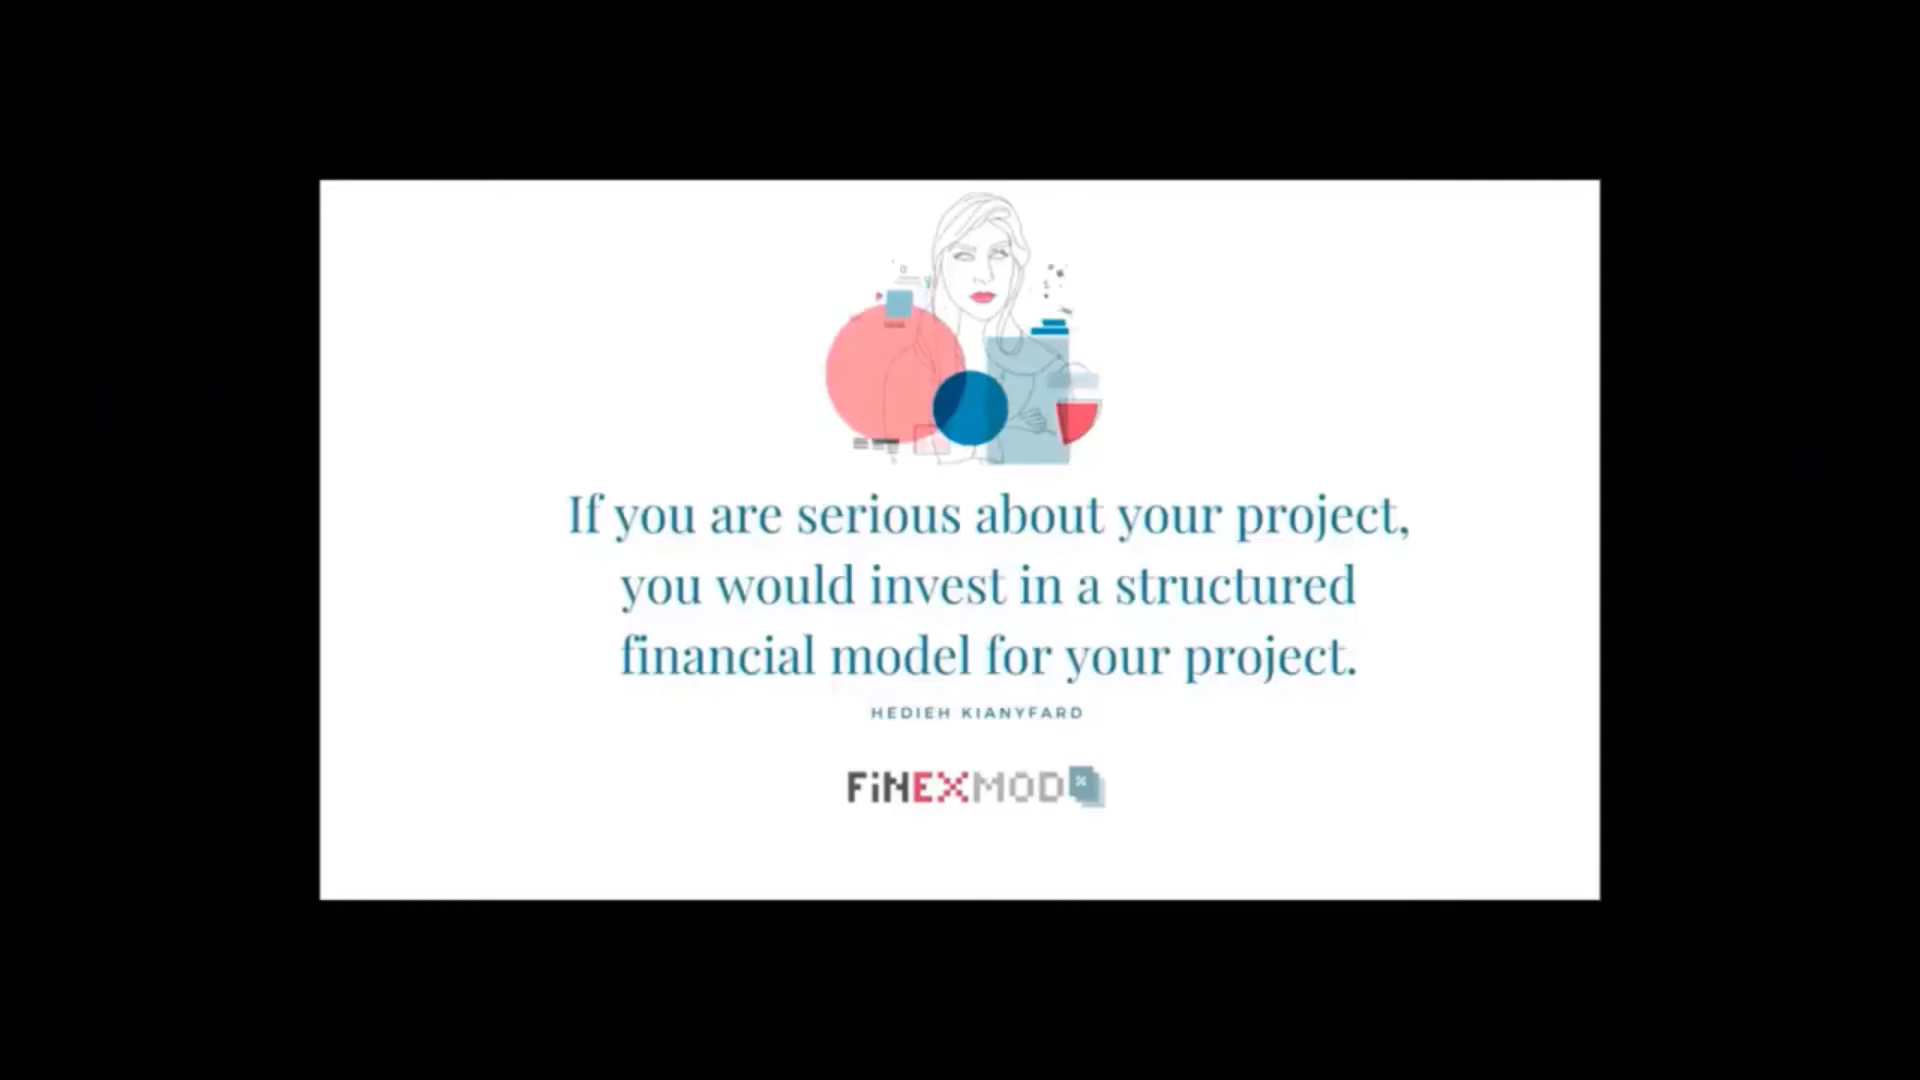 If you are serious about your project,
you would invest in a structured
financial model for your project.
HEDIEH KIANYFARD
FiNEXMOD